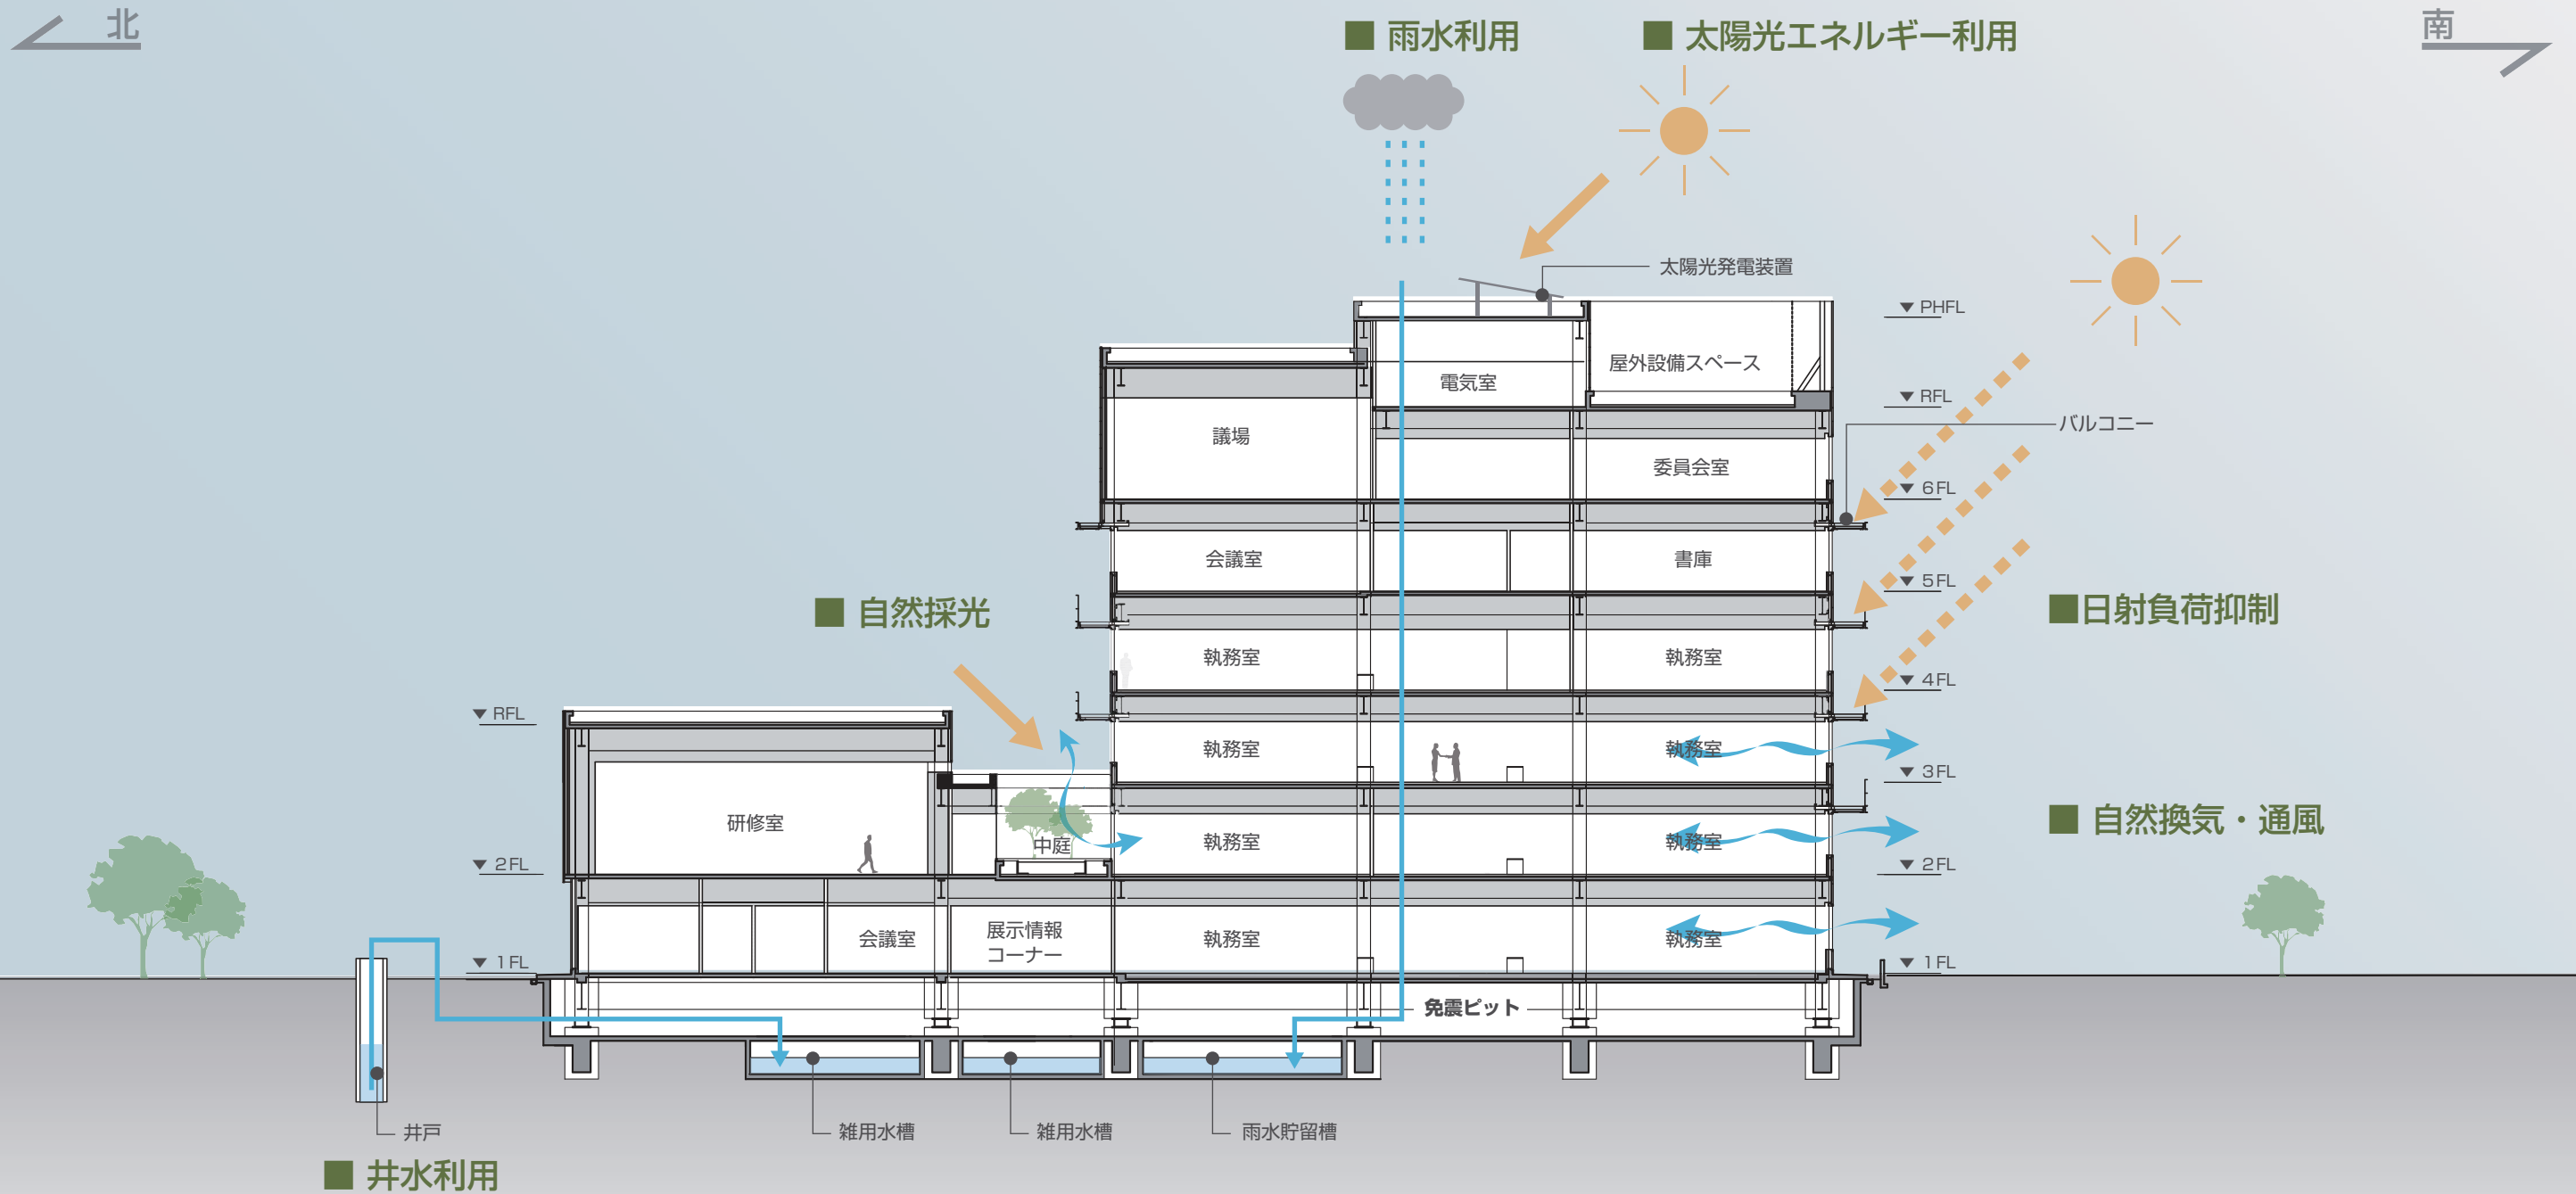 北
■ 雨水利用
■ 太陽光エネルギー利用
南
太陽光発電装置
▼ PHFL
屋外設備スペース
電気室
▼ RFL
バルコニー
議場
委員会室
▼ 6FL
会議室
書庫
▼ 5FL
■ 自然採光
■日射負荷抑制
執務室
執務室
▼ 4FL
▼ RFL
執務室
執務室
▼ 3FL
研修室
中庭
執務室
執務室
■ 自然換気・通風
▼ 2FL
▼ 2FL
会議室
展示情報
コーナー
執務室
執務室
▼ 1FL
▼ 1FL
免震ピット
井戸
雑用水槽
雑用水槽
雨水貯留槽
■ 井水利用